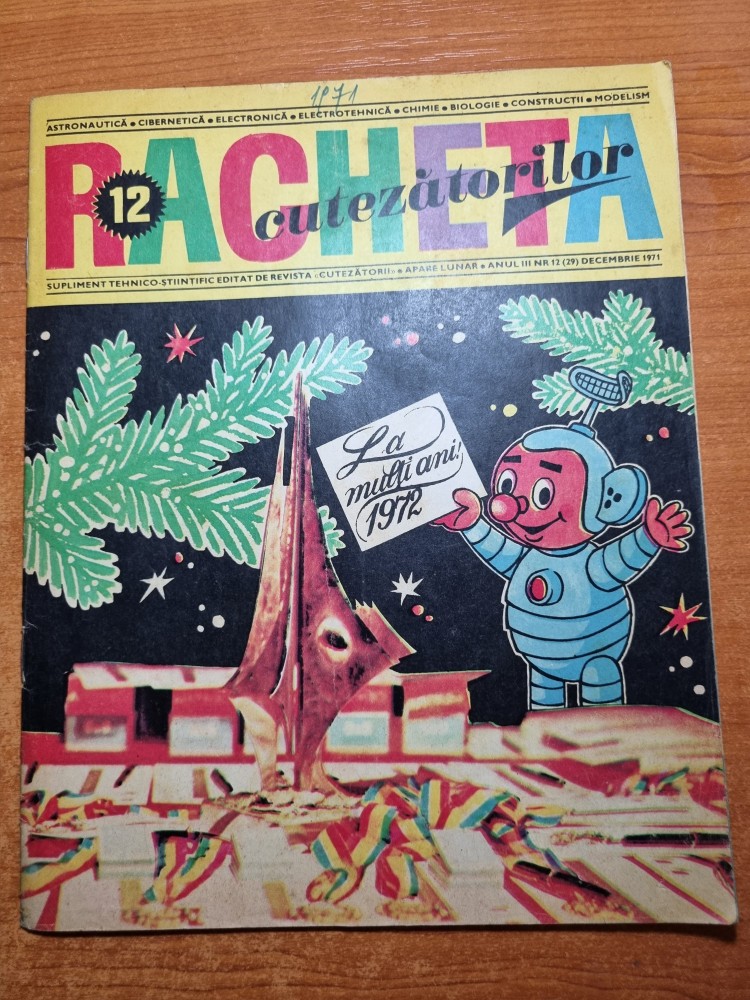 1971
ASTRONAUTICĂ • CIBERNETICĂ • ELECTRONICĂ • ELECTROTEHNICĂ • CHIMIE • BIOLOGIE • CONSTRUCTII • MODELISM
RACHETA
12
cutezătorilor
SUPLIMENT TEHNICO-STIINTIFIC EDITAT DE REVISTA «CUTEZĂTORII» • APARE LUNAR • ANUL III NR 12 (29) DECEMBRIE 1971
La
mulți ani!
1972